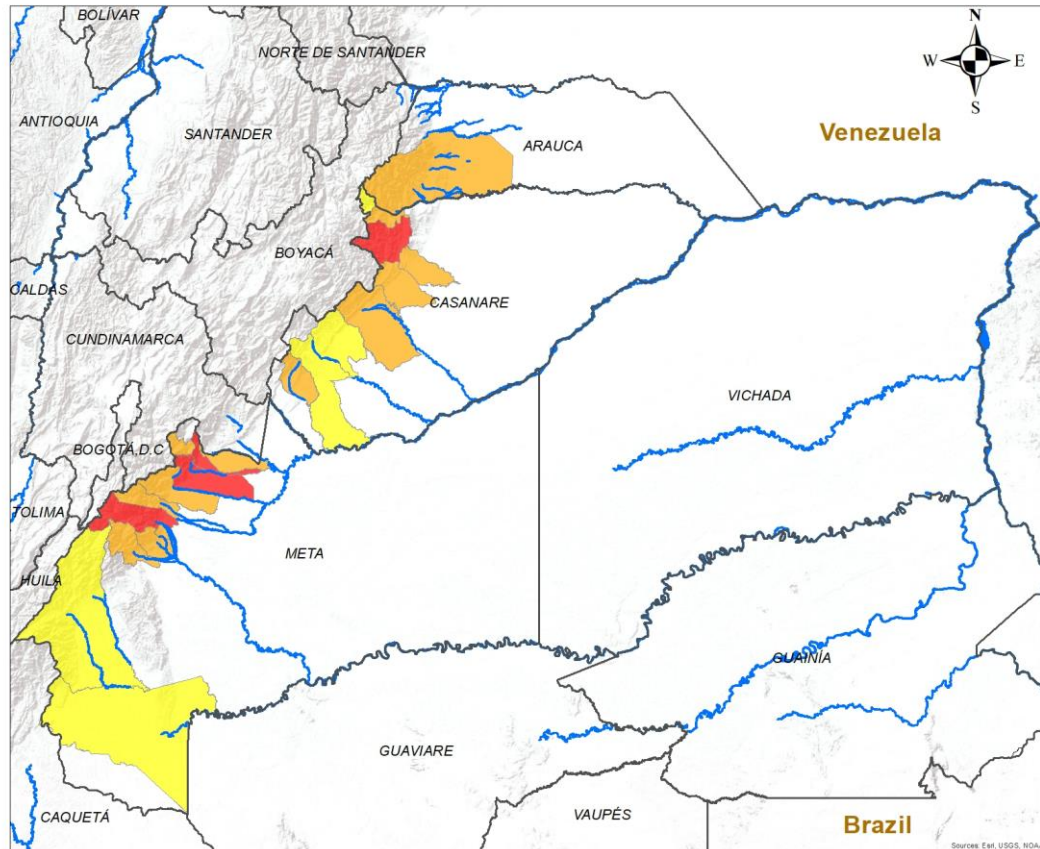 BOLÍVAR
NORTE DE SANTANDER
N
W E
S
ANTIOQUIA
SANTANDER
ARAUCA
Venezuela
BOYACÁ
CALDAS
CASANARE
CUNDINAMARCA
VICHADA
BOGOTÁ,D.C
TOLIMA
META
HUILA
GUAINÍA
GUAVIARE
CAQUETÁ
VAUPÉS
Brazil
Sources: Esri, USGS, NOAA